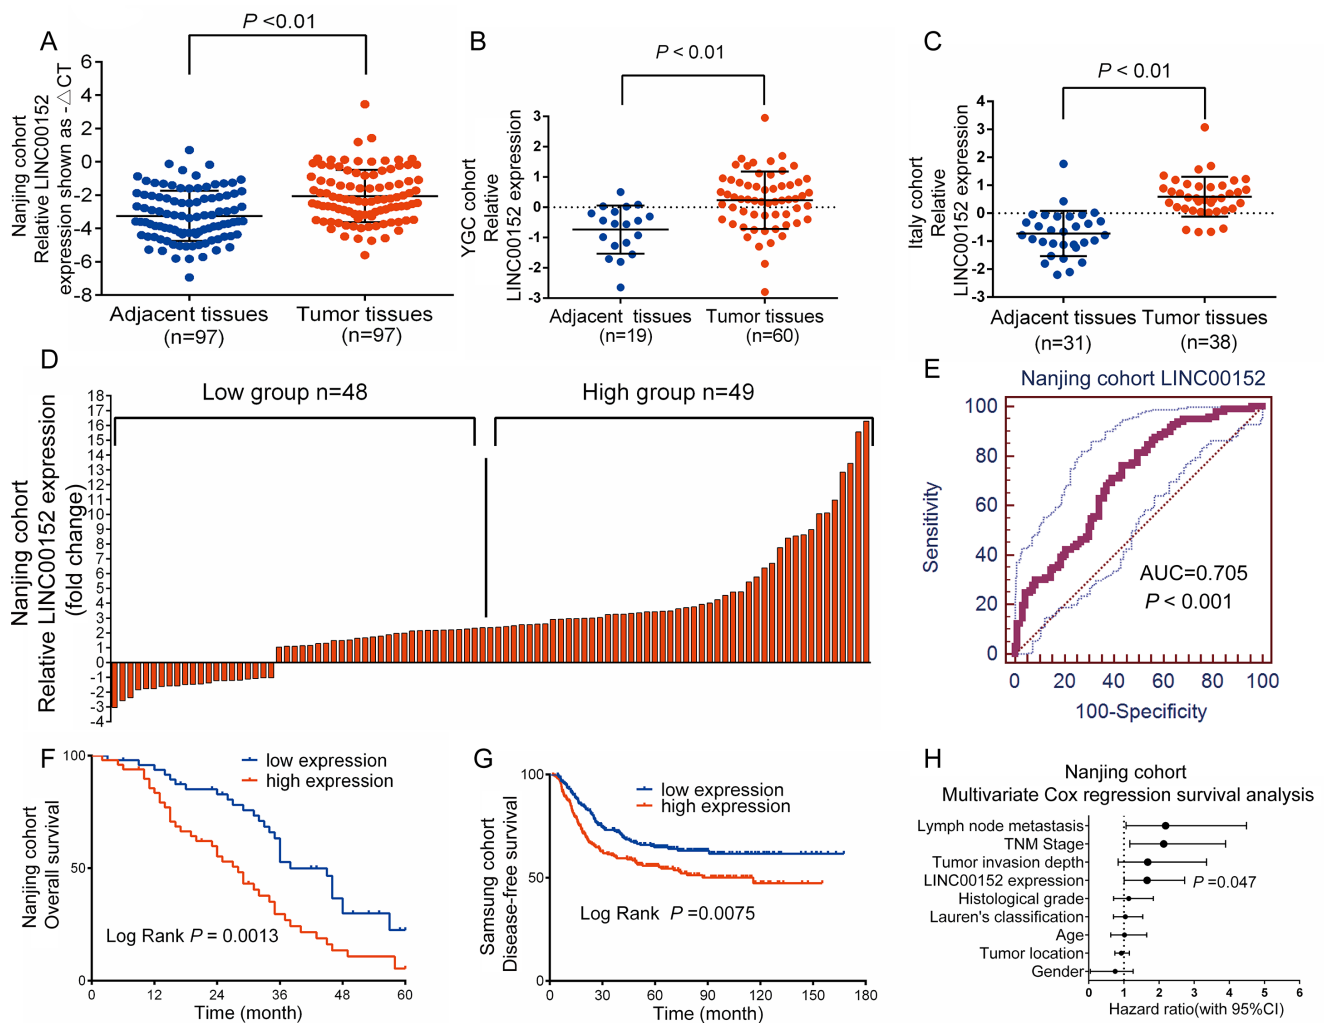 A
P <0.01
Nanjing cohort
Relative LINC00152
expression shown as -△CT
6
4
2
0
-2
-4
-6
-8
Adjacent tissues
(n=97)
Tumor tissues
(n=97)
B
P < 0.01
YGC cohort
Relative
LINC00152 expression
3
2
1
0
-1
-2
-3
Adjacent tissues
(n=19)
Tumor tissues
(n=60)
C
P < 0.01
Italy cohort
Relative
LINC00152 expression
4
3
2
1
0
-1
-2
-3
Adjacent tissues
(n=31)
Tumor tissues
(n=38)
D
Low group n=48
High group n=49
Nanjing cohort
Relative LINC00152 expression
(fold change)
18
17
16
15
14
13
12
11
10
9
8
7
6
5
4
3
2
1
0
-1
-2
-3
-4
E
Nanjing cohort LINC00152
Sensitivity
100
80
60
40
20
0
AUC=0.705
P < 0.001
0 20 40 60 80 100
100-Specificity
F
low expression
high expression
Nanjing cohort
Overall survival
100
50
0
Log Rank P = 0.0013
0 12 24 36 48 60
Time (month)
G
low expression
high expression
Samsung cohort
Disease-free survival
100
50
0
Log Rank P =0.0075
0 30 60 90 120 150 180
Time (month)
H
Nanjing cohort
Multivariate Cox regression survival analysis
Lymph node metastasis
TNM Stage
Tumor invasion depth
LINC00152 expression
P =0.047
Histological grade
Lauren's classification
Age
Tumor location
Gender
0 1 2 3 4 5 6
Hazard ratio(with 95%CI)